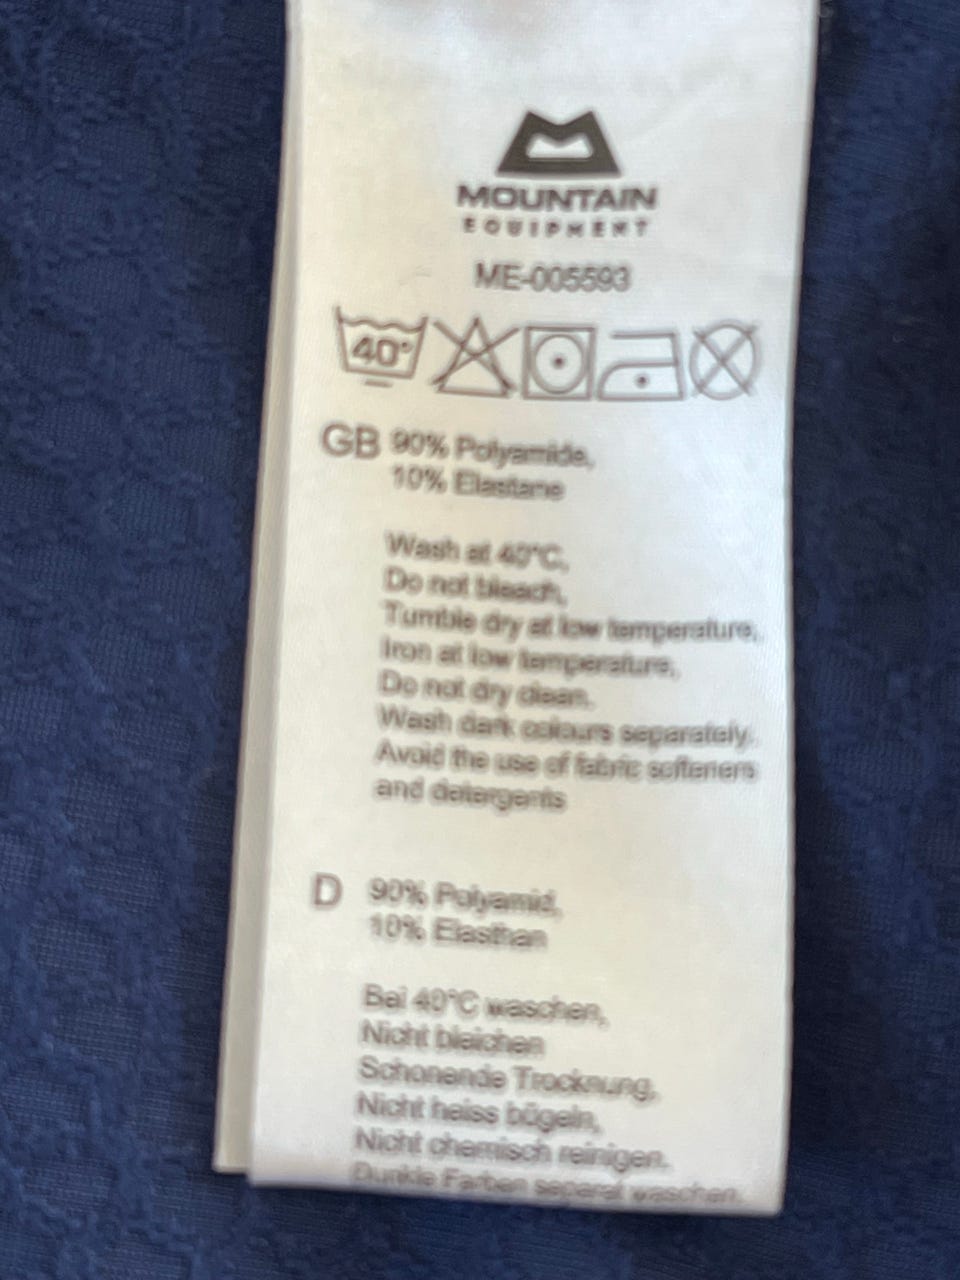 MOUNTAIN
EQUIPMENT
ME-005593
40°
GB 90% Polyamide,
10% Elastane
Wash at 40°C,
Do not bleach,
Tumble dry at low temperature,
Iron at low temperature,
Do not dry clean.
Wash dark colours separately.
Avoid the use of fabric softeners
and detergents
D 90% Polyamid,
10% Elasthan
Bei 40°C waschen,
Nicht bleichen
Schonende Trocknung,
Nicht heiss bügeln,
Nicht chemisch reinigen.
Dunkle Farben separat waschen.